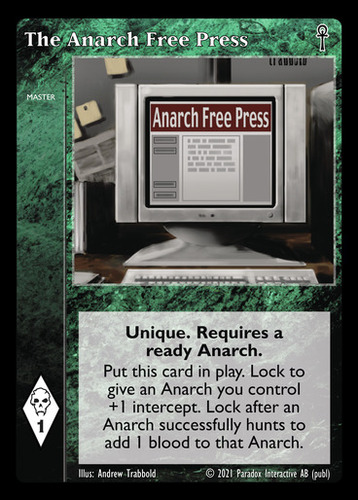 The Anarch Free Press
MASTER
Anarch Free Press
Unique. Requires a
ready Anarch.
Put this card in play. Lock to
give an Anarch you control
+1 intercept. Lock after an
Anarch successfully hunts to
add 1 blood to that Anarch.
1
Illus: Andrew Trabbold © 2021 Paradox Interactive AB (publ)